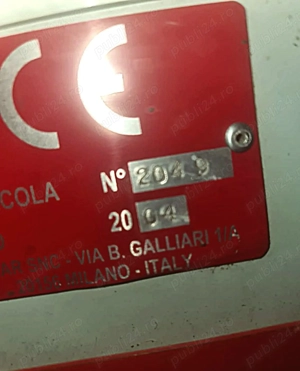 CE
COLA N° 2049
20 04
VIA B. GALLIARI 1/4
MILANO - ITALY